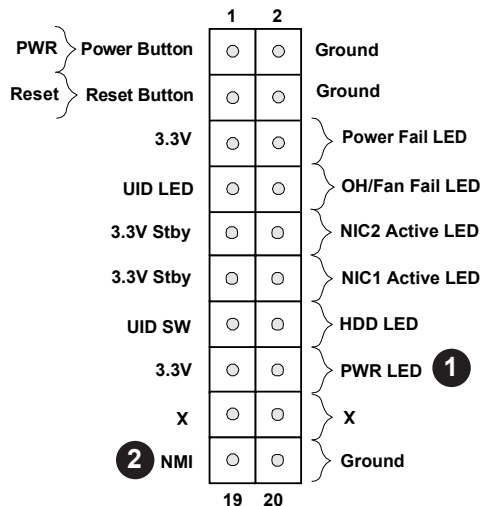 1 2
PWR Power Button Ground
Reset Reset Button Ground
3.3V Power Fail LED
UID LED OH/Fan Fail LED
3.3V Stby NIC2 Active LED
3.3V Stby NIC1 Active LED
UID SW HDD LED
3.3V PWR LED 1
X X
2 NMI Ground
19 20